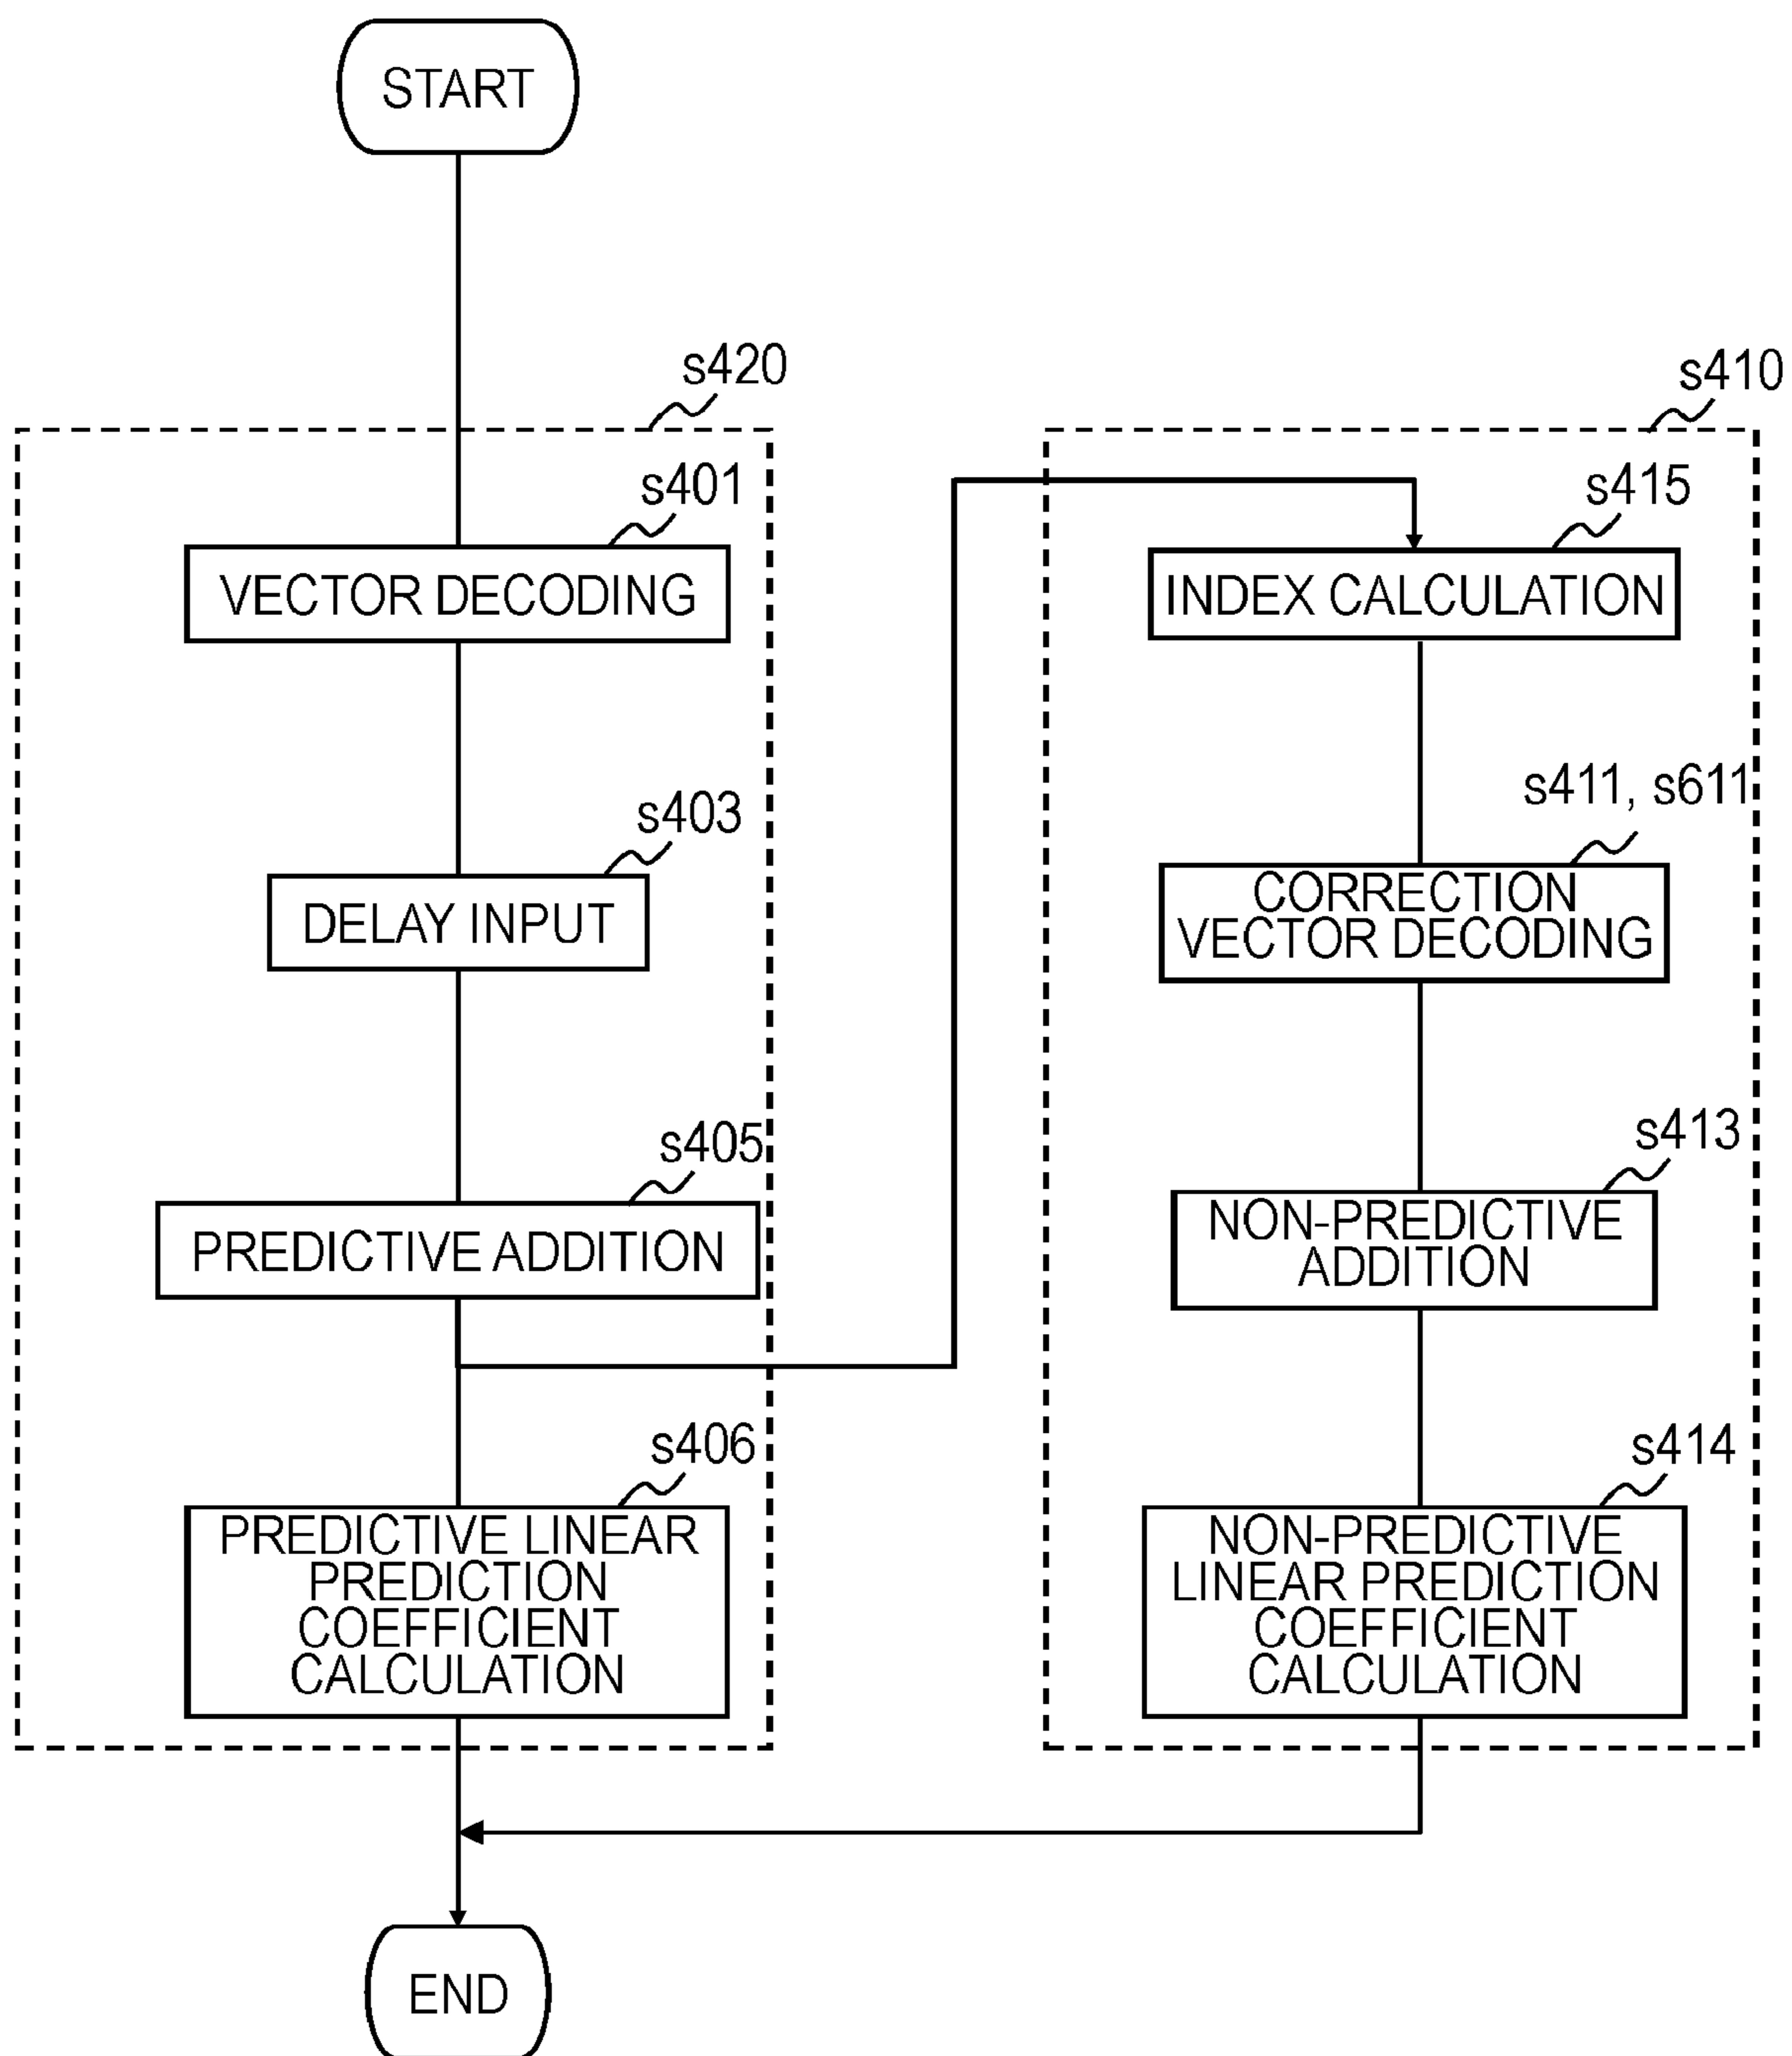 START
s420
s401
VECTOR DECODING
s403
DELAY INPUT
s405
PREDICTIVE ADDITION
s406
PREDICTIVE LINEAR
PREDICTION
COEFFICIENT
CALCULATION
s410
s415
INDEX CALCULATION
s411, s611
CORRECTION
VECTOR DECODING
s413
NON-PREDICTIVE
ADDITION
s414
NON-PREDICTIVE
LINEAR PREDICTION
COEFFICIENT
CALCULATION
END